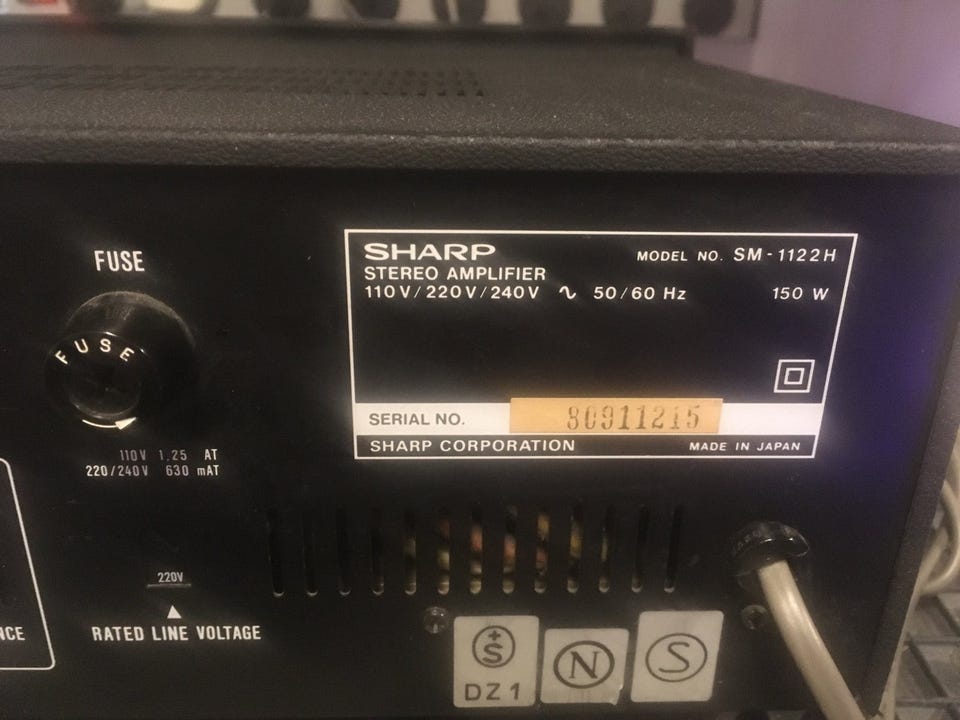 FUSE
FUSE
110V 1,25 AT
220/240V 630 mAT
220V
RATED LINE VOLTAGE
NCE
SHARP MODEL NO. SM-1122H
STEREO AMPLIFIER
110V/220V/240V ∿ 50/60 Hz 150 W
SERIAL NO. 80911215
SHARP CORPORATION MADE IN JAPAN
+S
DZ1
N
S